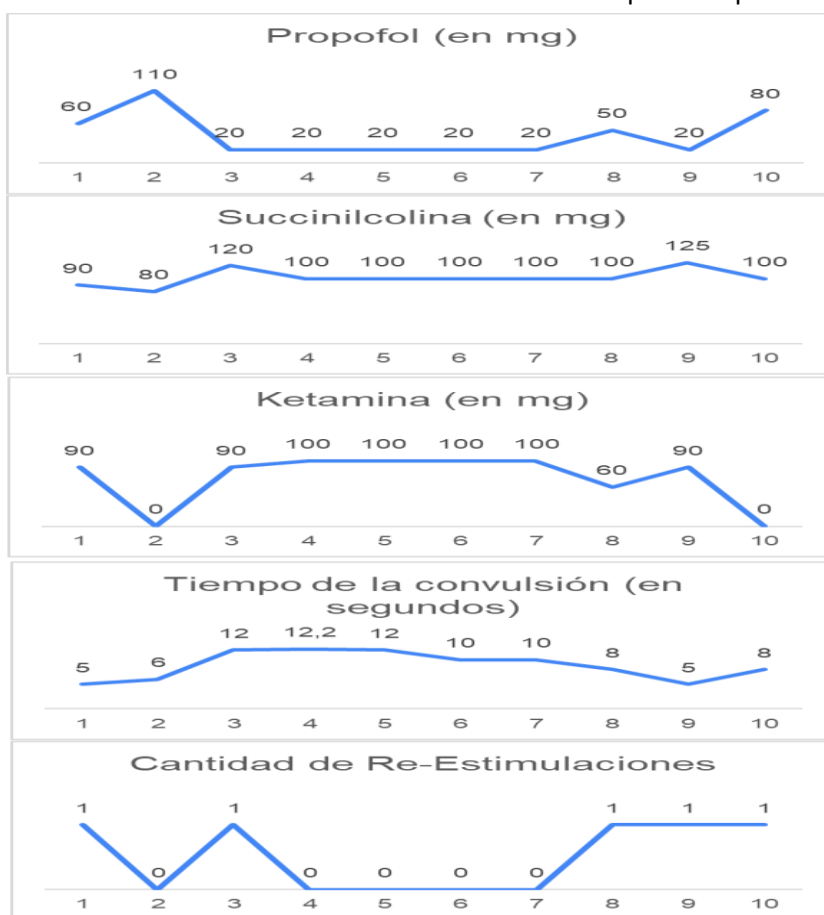 Propofol (en mg)
60 110 20 20 20 20 20 50 20 80
1 2 3 4 5 6 7 8 9 10
Succinilcolina (en mg)
90 80 120 100 100 100 100 100 125 100
1 2 3 4 5 6 7 8 9 10
Ketamina (en mg)
90 0 90 100 100 100 100 60 90 0
1 2 3 4 5 6 7 8 9 10
Tiempo de la convulsión (en
segundos)
5 6 12 12,2 12 10 10 8 5 8
1 2 3 4 5 6 7 8 9 10
Cantidad de Re-Estimulaciones
1 0 1 0 0 0 0 1 1 1
1 2 3 4 5 6 7 8 9 10